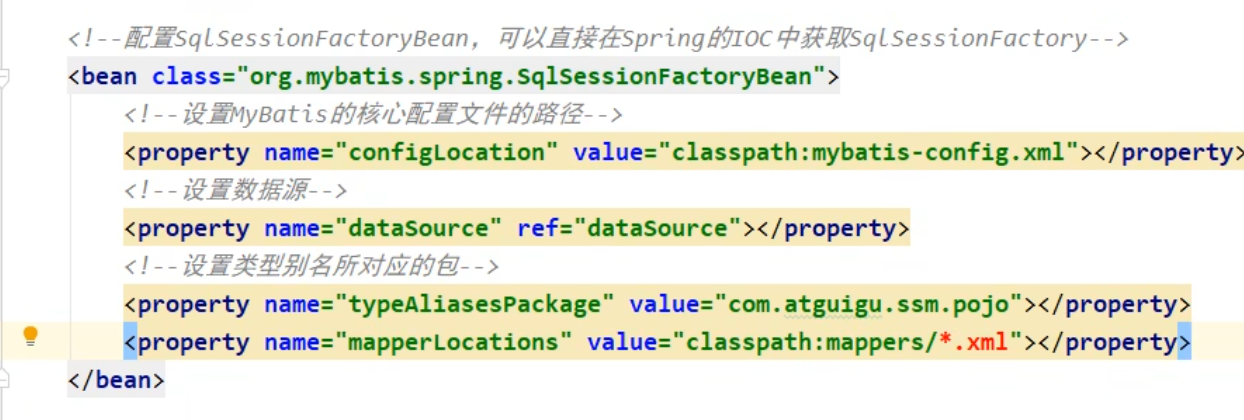 <!--配置SqlSessionFactoryBean，可以直接在Spring的IOC中获取SqlSessionFactory-->
<bean class="org.mybatis.spring.SqlSessionFactoryBean">
<!--设置MyBatis的核心配置文件的路径-->
<property name="configLocation" value="classpath:mybatis-config.xml"></property>
<!--设置数据源-->
<property name="dataSource" ref="dataSource"></property>
<!--设置类型别名所对应的包-->
<property name="typeAliasesPackage" value="com.atguigu.ssm.pojo"></property>
<property name="mapperLocations" value="classpath:mappers/*.xml"></property>
</bean>